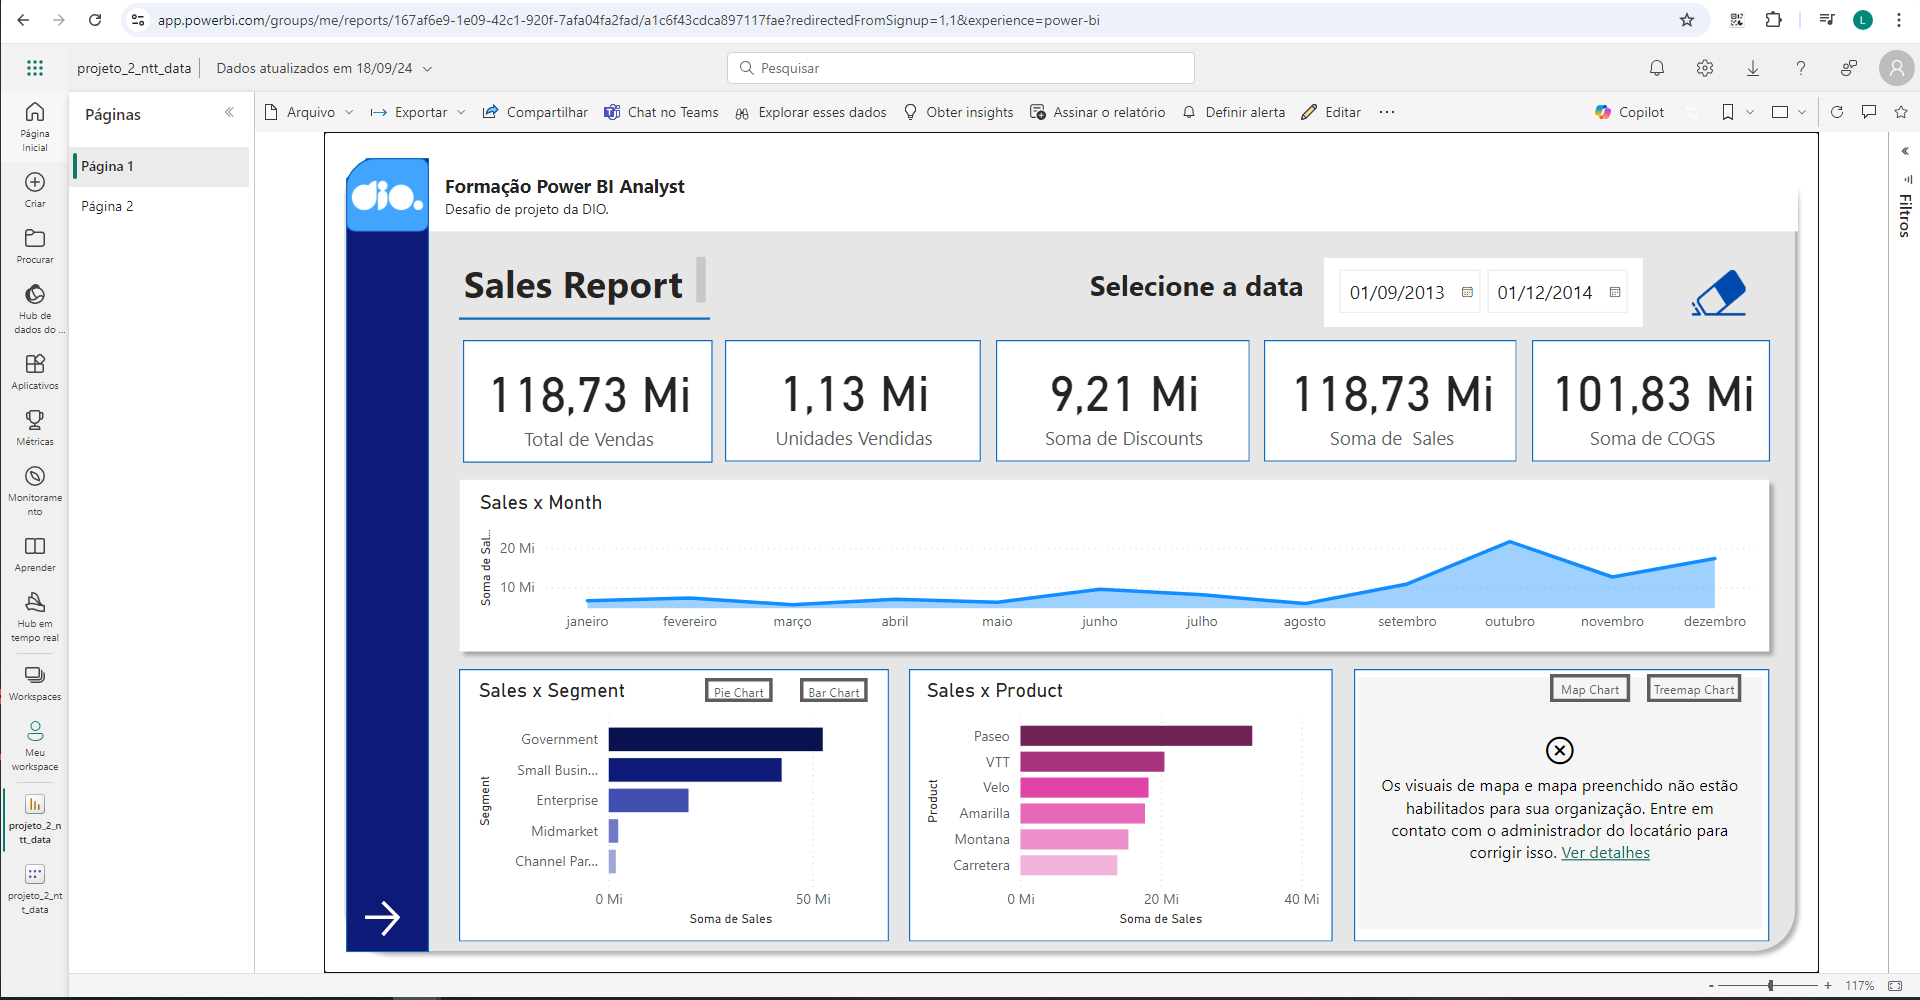 app.powerbi.com/groups/me/reports/167af6e9-1e09-42c1-920f-7afa04fa2fad/a1c6f43cdca897117fae?redirectedFromSignup=1,1&experience=power-bi
L
projeto_2_ntt_data
Dados atualizados em 18/09/24
Pesquisar
Página
Inicial
Criar
Procurar
Hub de
dados do ...
Aplicativos
Métricas
Monitorame
nto
Aprender
Hub em
tempo real
Workspaces
Meu
workspace
projeto_2_n
tt_data
projeto_2_nt
t_data
Páginas
Página 1
Página 2
Arquivo
Exportar
Compartilhar
Chat no Teams
Explorar esses dados
Obter insights
Assinar o relatório
Definir alerta
Editar
Copilot
Filtros
dio.
Formação Power BI Analyst
Desafio de projeto da DIO.
Sales Report
Selecione a data
01/09/2013
01/12/2014
118,73 Mi
Total de Vendas
1,13 Mi
Unidades Vendidas
9,21 Mi
Soma de Discounts
118,73 Mi
Soma de  Sales
101,83 Mi
Soma de COGS
Sales x Month
Soma de Sal...
20 Mi
10 Mi
janeiro
fevereiro
março
abril
maio
junho
julho
agosto
setembro
outubro
novembro
dezembro
Sales x Segment
Pie Chart
Bar Chart
Segment
Government
Small Busin...
Enterprise
Midmarket
Channel Par...
0 Mi
50 Mi
Soma de Sales
Sales x Product
Product
Paseo
VTT
Velo
Amarilla
Montana
Carretera
0 Mi
20 Mi
40 Mi
Soma de Sales
Map Chart
Treemap Chart
Os visuais de mapa e mapa preenchido não estão
habilitados para sua organização. Entre em
contato com o administrador do locatário para
corrigir isso. Ver detalhes
117%